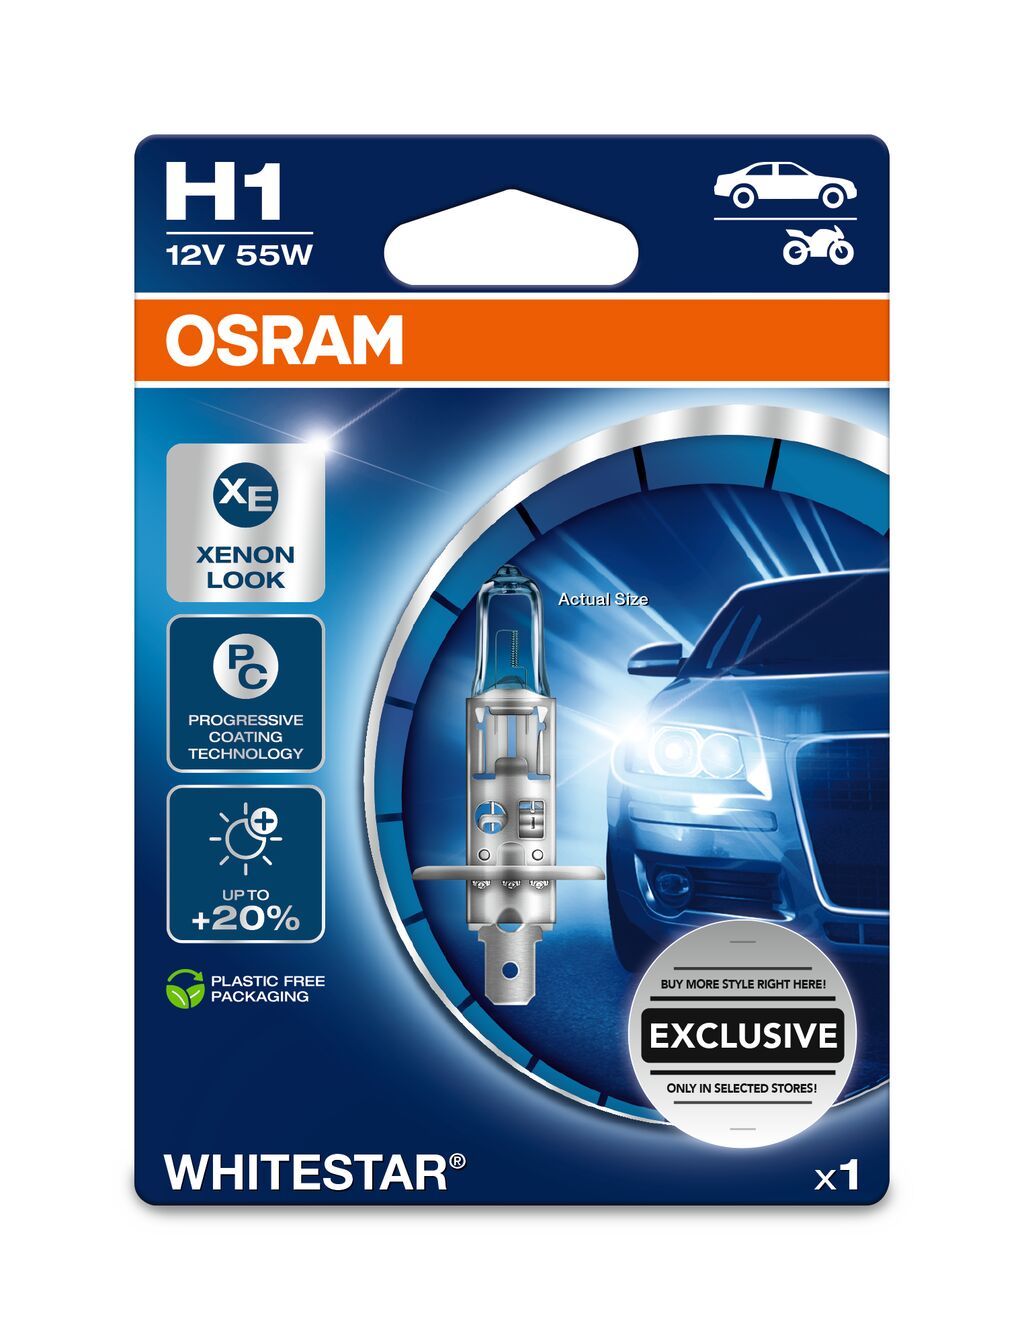 H1
12V 55W
OSRAM
XE
XENON
LOOK
Actual Size
PC
PROGRESSIVE
COATING
TECHNOLOGY
UP TO
+20%
PLASTIC FREE
PACKAGING
BUY MORE STYLE RIGHT HERE!
EXCLUSIVE
ONLY IN SELECTED STORES!
WHITESTAR®
x1